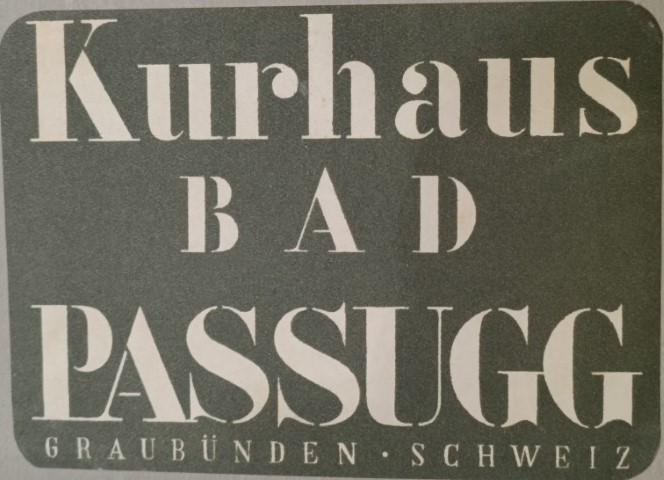 Kurhaus
BAD
PASSUGG
GRAUBÜNDEN · SCHWEIZ